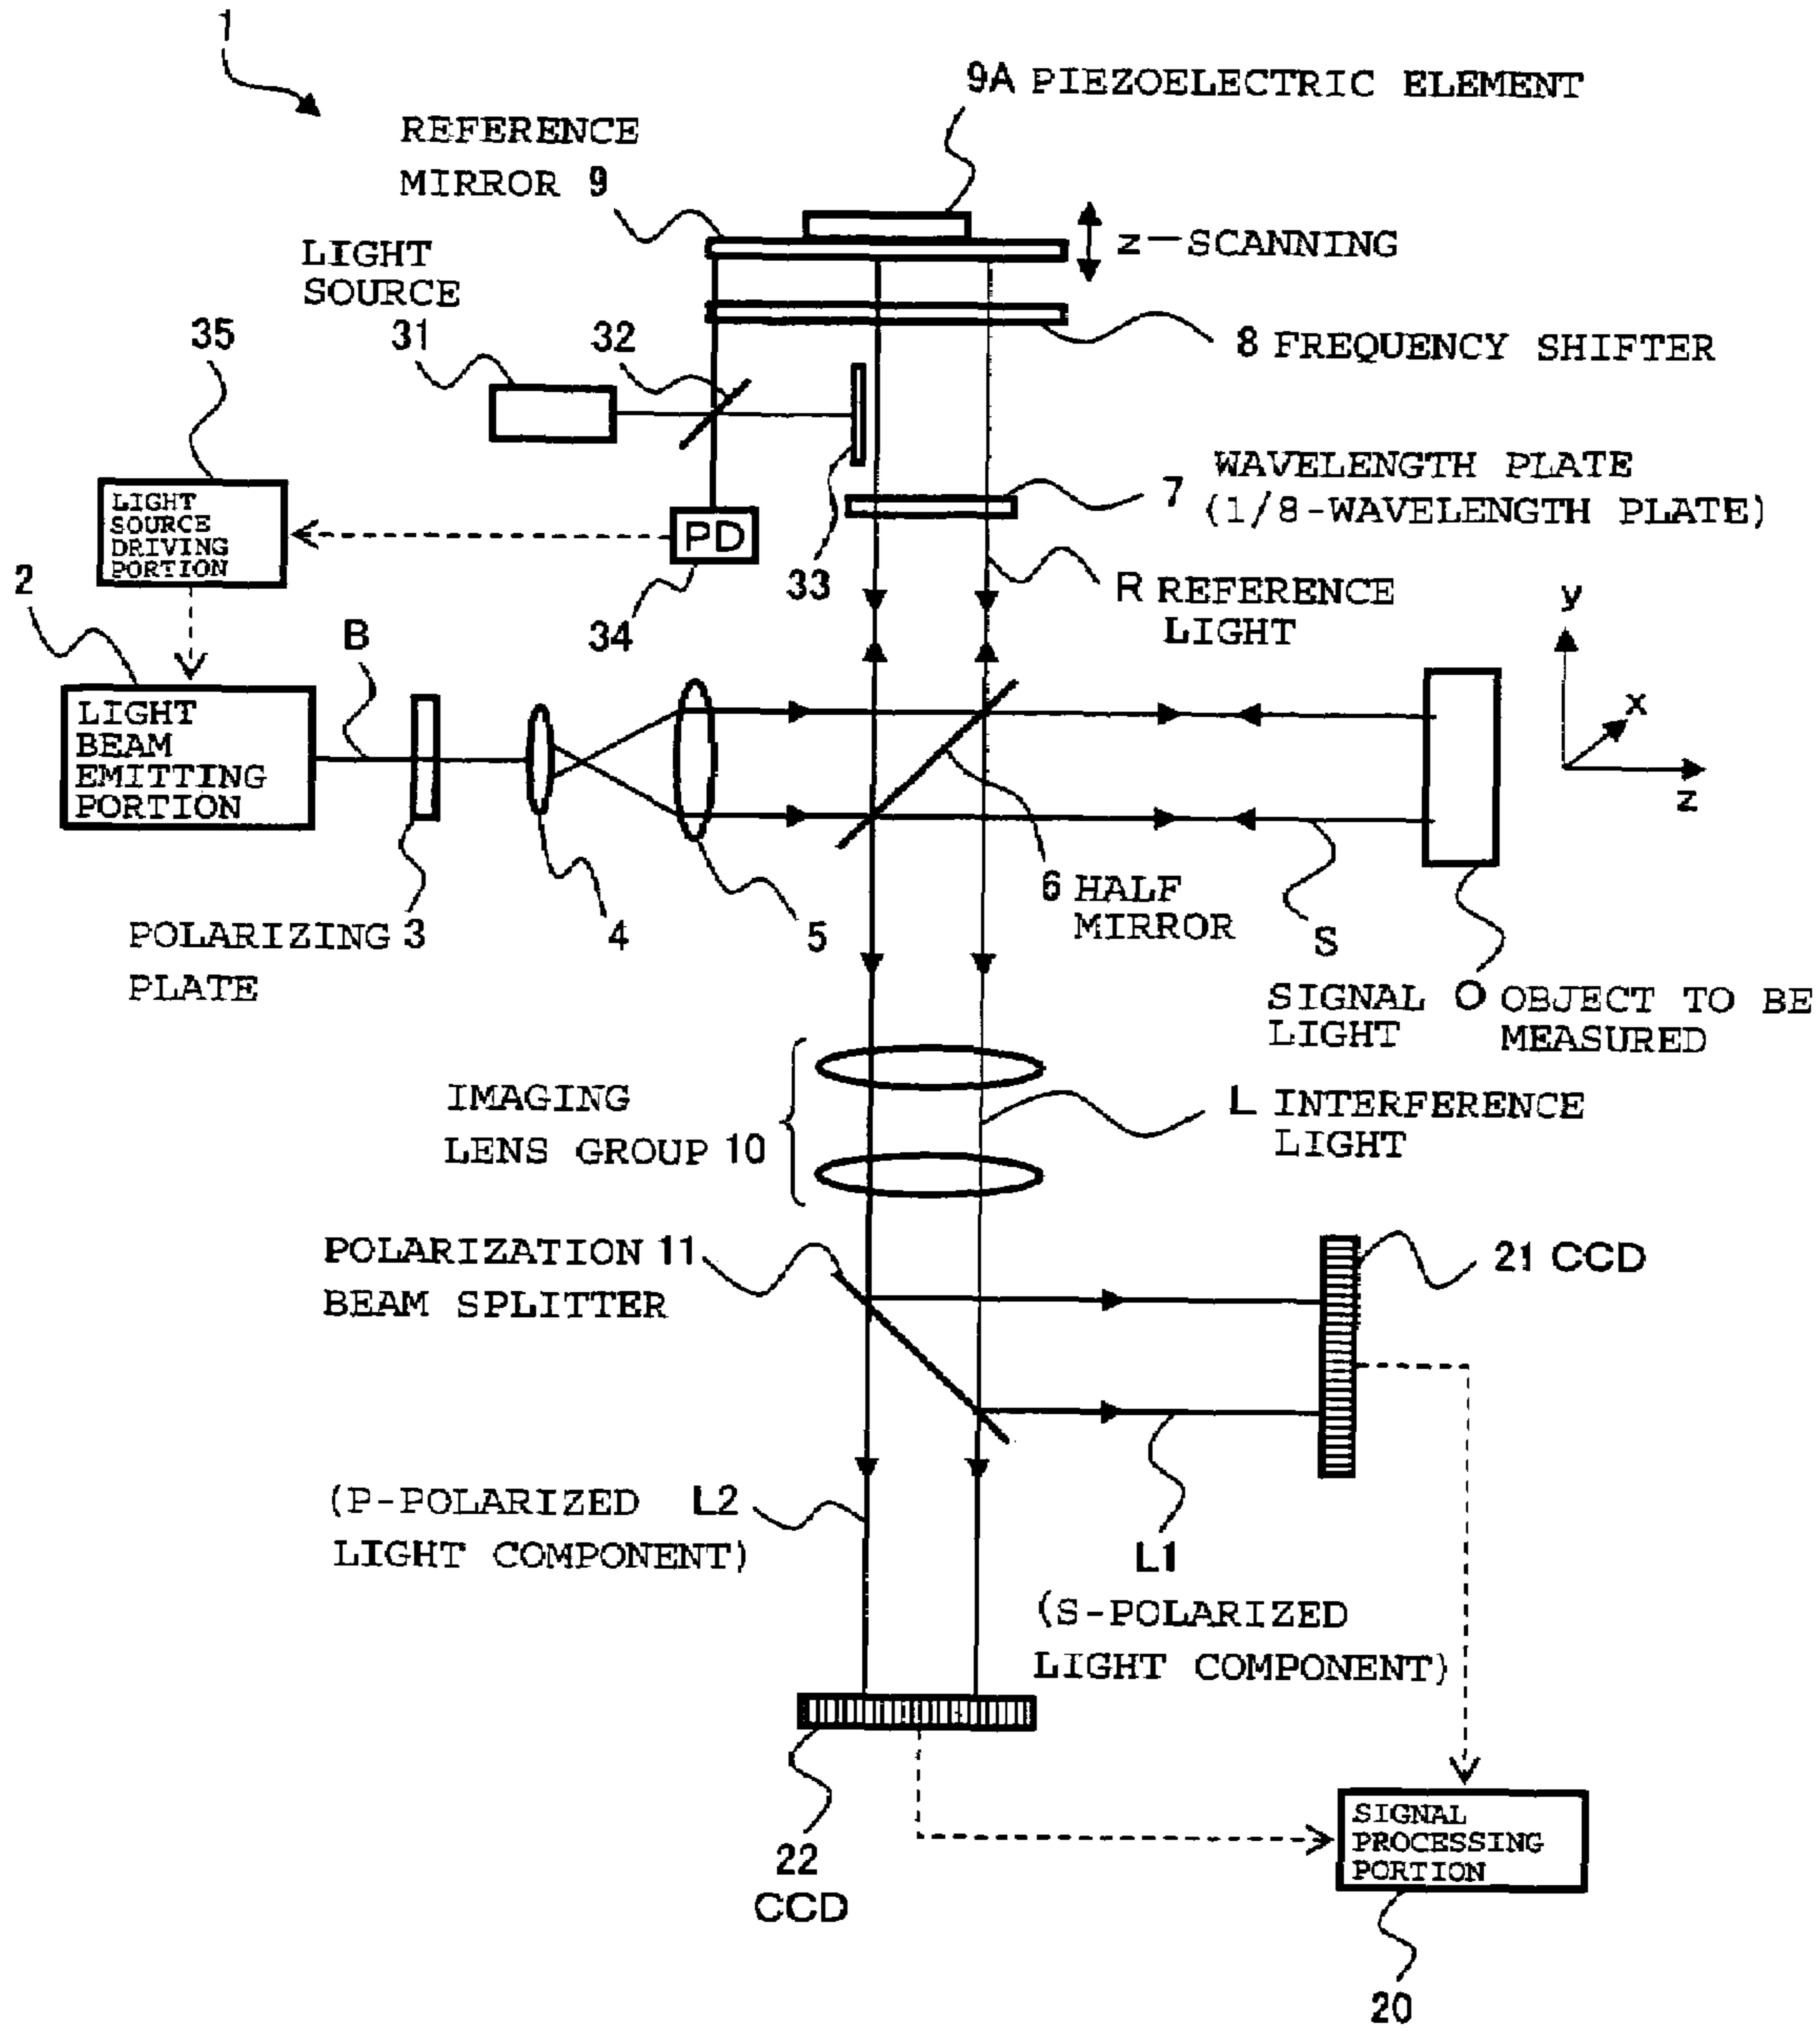 1
9A PIEZOELECTRIC ELEMENT
REFERENCE
MIRROR 9
z-SCANNING
LIGHT
SOURCE
31
32
35
8 FREQUENCY SHIFTER
WAVELENGTH PLATE
7 (1/8-WAVELENGTH PLATE)
LIGHT
SOURCE
DRIVING
PORTION
PD
33
34
R REFERENCE
LIGHT
2
B
y
x
z
LIGHT
BEAM
EMITTING
PORTION
6 HALF
MIRROR
POLARIZING 3
PLATE
4
5
S
SIGNAL
LIGHT
O OBJECT TO BE
MEASURED
IMAGING
LENS GROUP 10
L INTERFERENCE
LIGHT
POLARIZATION 11
BEAM SPLITTER
21 CCD
(P-POLARIZED L2
LIGHT COMPONENT)
L1
(S-POLARIZED
LIGHT COMPONENT)
22
CCD
SIGNAL
PROCESSING
PORTION
20